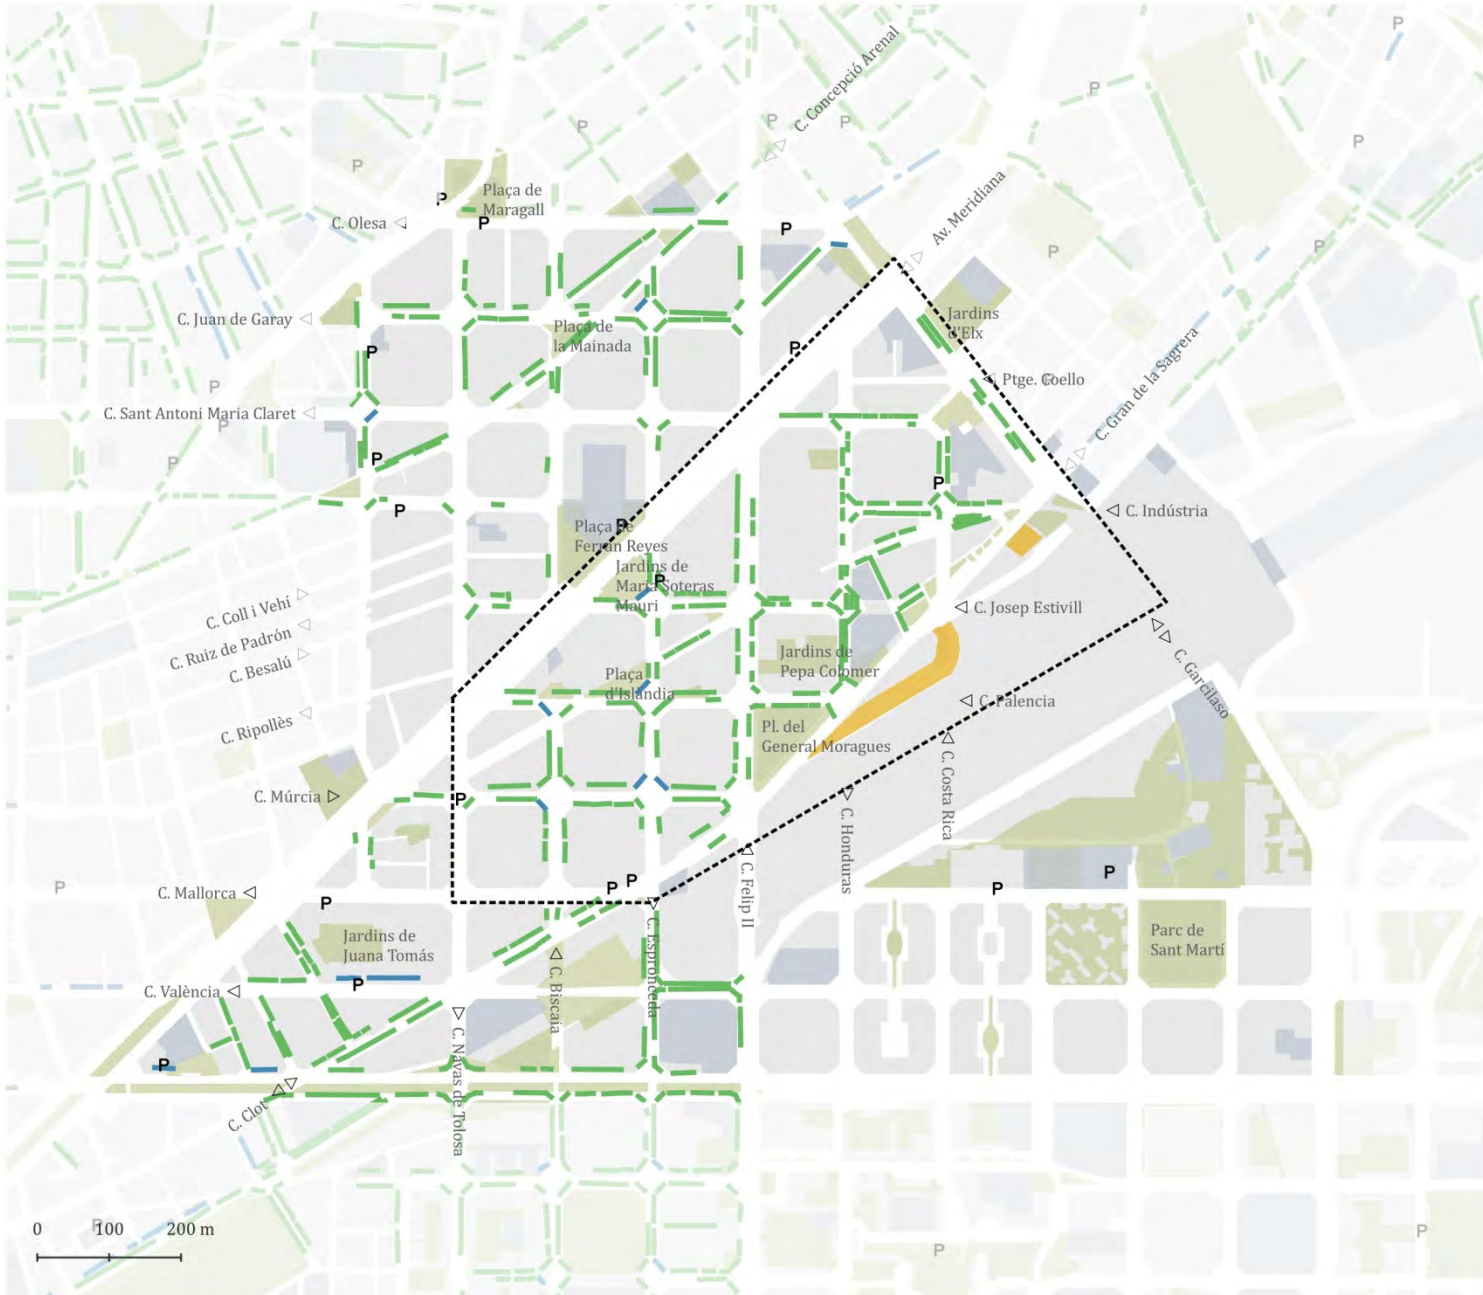 P
C. Concepció Arenal
P
P
P
P
P
P
Plaça de
Maragall
P
P
C. Olesa
P
P
Av. Meridiana
P
P
C. Juan de Garay
Plaça de
la Mainada
Jardins
d'Elx
P
P
Ptge. Coello
P
P
C. Gran de la Sagrera
C. Sant Antoni Maria Claret
P
P
P
P
P
C. Indústria
Plaça de
Ferran Reyes
P
Jardins de
Maria Soteras
Mauri
P
C. Coll i Vehí
C. Ruiz de Padrón
C. Besalú
C. Ripollès
C. Josep Estivill
Jardins de
Pepa Colomer
Plaça
d'Islàndia
C. Palencia
C. Garcilaso
Pl. del
General Moragues
C. Múrcia
P
C. Honduras
C. Costa Rica
C. Felip II
P
C. Mallorca
P
P
P
P
P
Jardins de
Juana Tomás
C. Espronceda
C. Biscaia
Parc de
Sant Martí
C. València
P
C. Navas de Tolosa
P
C. Clot
P
0 100 200 m
P
P